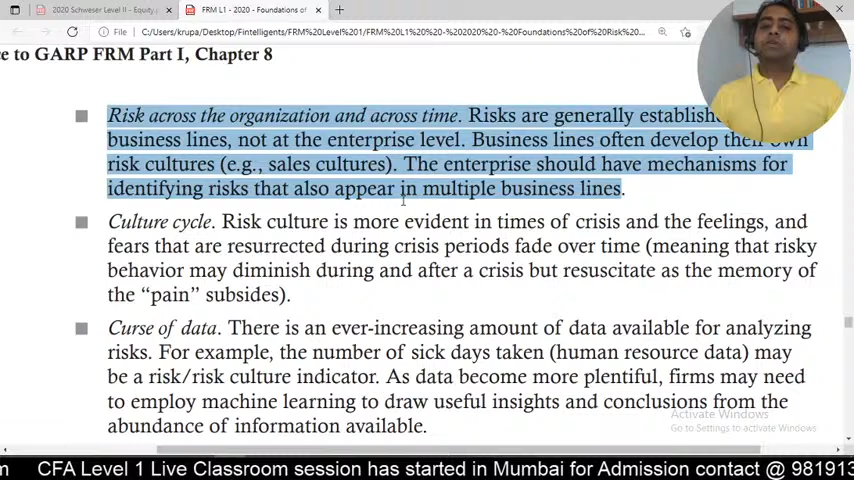 2020 Schweser Level II - Equity.p
FRM L1 - 2020 - Foundations of
File
C:/Users/krupa/Desktop/Fintelligents/FRM%20Level%201/FRM%20L1%20-%202020%20-%20Foundations%20of%20Risk%20M
e to GARP FRM Part I, Chapter 8
Risk across the organization and across time. Risks are generally
business lines, not at the enterprise level. Business lines often develop their own
risk cultures (e.g., sales cultures). The enterprise should have mechanisms for
identifying risks that also appear in multiple business lines.
Culture cycle. Risk culture is more evident in times of crisis and the feelings, and
fears that are resurrected during crisis periods fade over time (meaning that risky
behavior may diminish during and after a crisis but resuscitate as the memory of
the “pain” subsides).
Curse of data. There is an ever-increasing amount of data available for analyzing
risks. For example, the number of sick days taken (human resource data) may
be a risk/risk culture indicator. As data become more plentiful, firms may need
to employ machine learning to draw useful insights and conclusions from the
abundance of information available.
Activate Windows
Go to Settings to activate Windows.
m CFA Level 1 Live Classroom session has started in Mumbai for Admission contact @ 981913